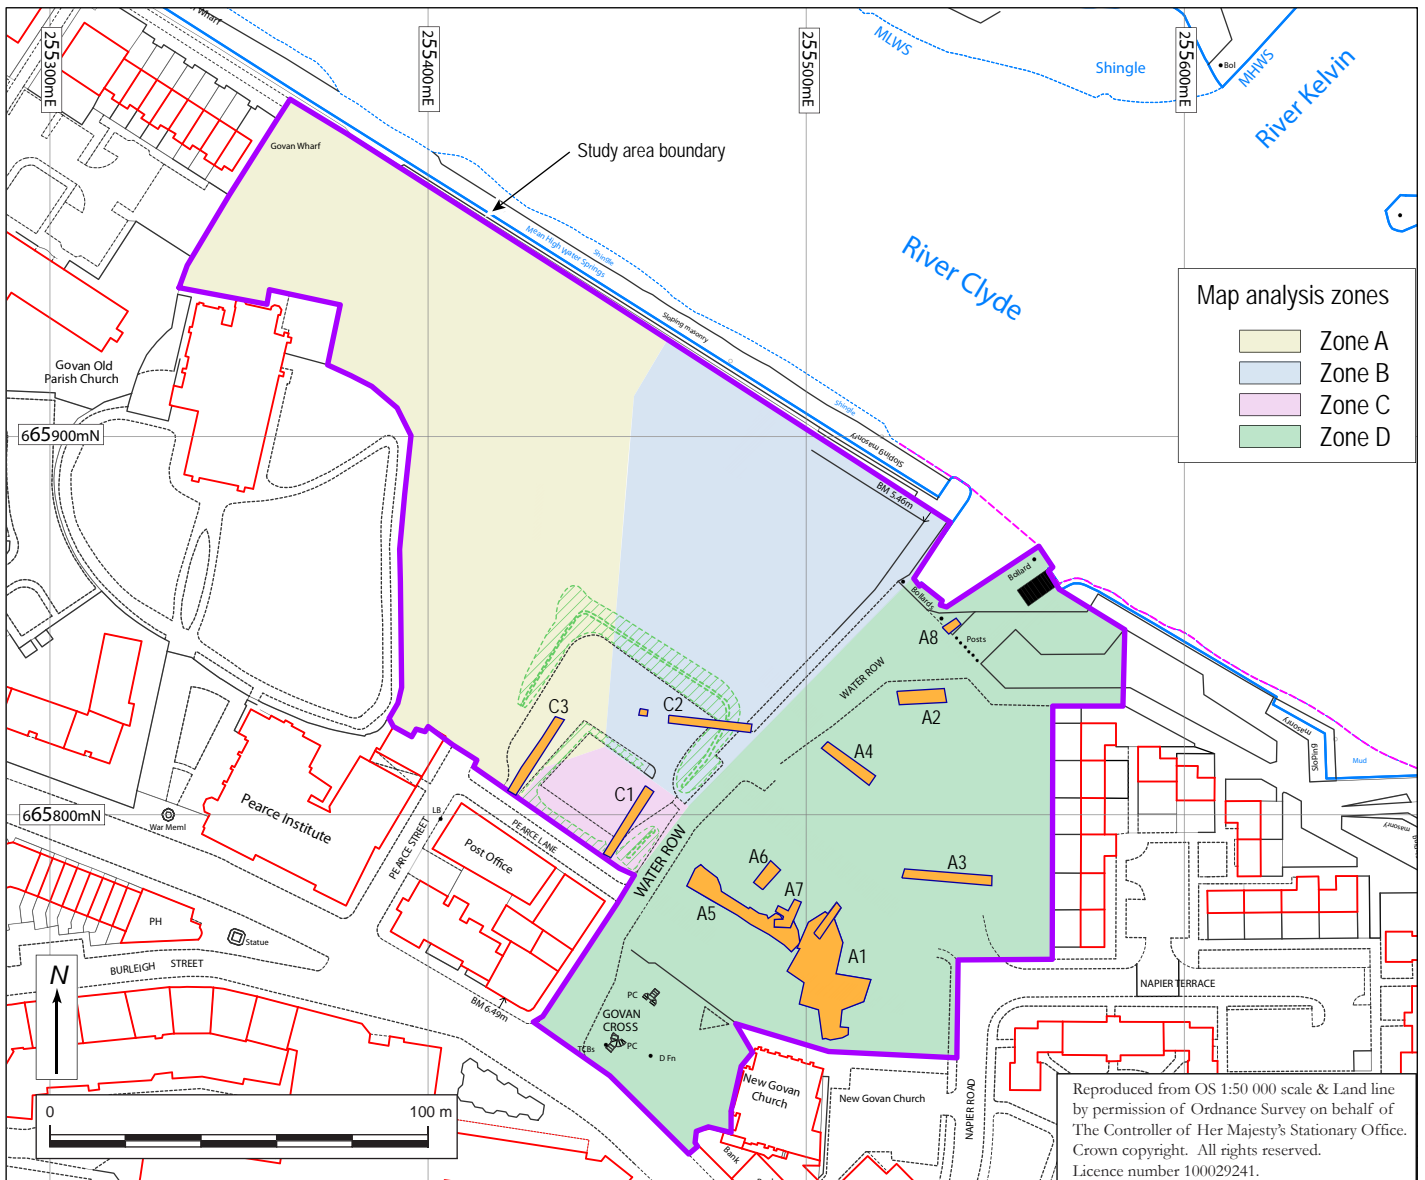 Wharf
255300mE
255400mE
255500mE
255600mE
MLWS
Shingle
Bol
MHWS
River Kelvin
Govan Wharf
Study area boundary
Mean High Water Springs
Shingle
River Clyde
Sloping masonry
Map analysis zones
Zone A
Zone B
Zone C
Zone D
Govan Old
Parish Church
Shingle
665900mN
Sloping masonry
BM 5.46m
Bollard
Bollards
A8
Posts
WATER ROW
A2
C3
C2
A4
masonry
Sloping
Mud
C1
665800mN
War Meml
Pearce Institute
LB
PEARCE STREET
PEARCE LANE
Post Office
WATER ROW
masonry
A6
A3
A7
A5
PH
Statue
A1
BURLEIGH STREET
N
BM 6.49m
PC
GOVAN
CROSS
TCBs
PC
D Fn
NAPIER TERRACE
New Govan
Church
New Govan Church
NAPIER ROAD
Bank
0
100 m
Reproduced from OS 1:50 000 scale & Land line
by permission of Ordnance Survey on behalf of
The Controller of Her Majesty's Stationary Office.
Crown copyright. All rights reserved.
Licence number 100029241.